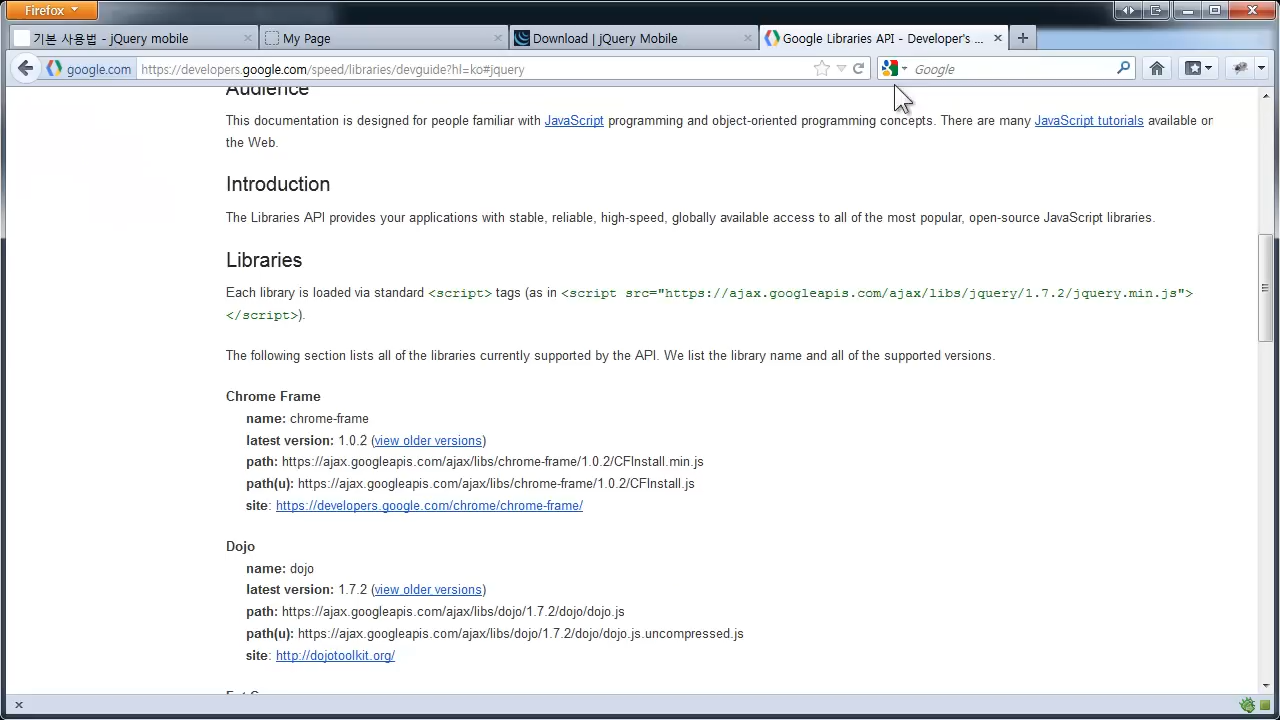 Firefox
기본 사용법 - jQuery mobile
My Page
Download | jQuery Mobile
Google Libraries API - Developer's ...
google.com
https://developers.google.com/speed/libraries/devguide?hl=ko#jquery
Google
Audience
This documentation is designed for people familiar with JavaScript programming and object-oriented programming concepts. There are many JavaScript tutorials available on
the Web.
Introduction
The Libraries API provides your applications with stable, reliable, high-speed, globally available access to all of the most popular, open-source JavaScript libraries.
Libraries
Each library is loaded via standard <script> tags (as in <script src="https://ajax.googleapis.com/ajax/libs/jquery/1.7.2/jquery.min.js">
</script>).
The following section lists all of the libraries currently supported by the API. We list the library name and all of the supported versions.
Chrome Frame
name: chrome-frame
latest version: 1.0.2 (view older versions)
path: https://ajax.googleapis.com/ajax/libs/chrome-frame/1.0.2/CFInstall.min.js
path(u): https://ajax.googleapis.com/ajax/libs/chrome-frame/1.0.2/CFInstall.js
site: https://developers.google.com/chrome/chrome-frame/
Dojo
name: dojo
latest version: 1.7.2 (view older versions)
path: https://ajax.googleapis.com/ajax/libs/dojo/1.7.2/dojo/dojo.js
path(u): https://ajax.googleapis.com/ajax/libs/dojo/1.7.2/dojo/dojo.js.uncompressed.js
site: http://dojotoolkit.org/